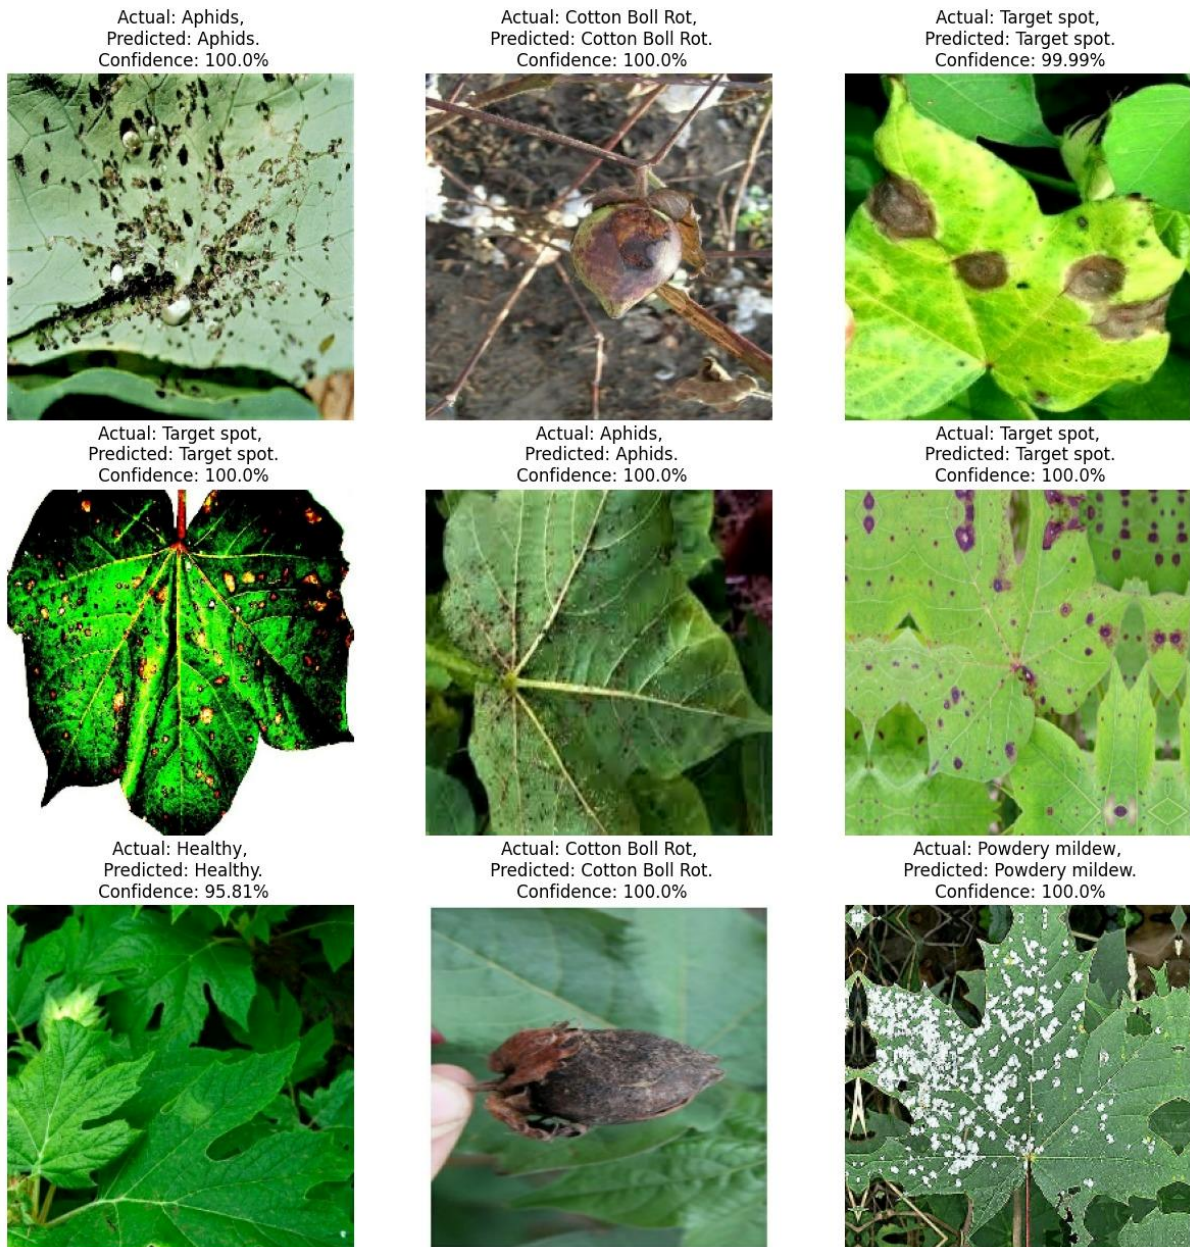 Actual: Aphids,
Predicted: Aphids.
Confidence: 100.0%
Actual: Cotton Boll Rot,
Predicted: Cotton Boll Rot.
Confidence: 100.0%
Actual: Target spot,
Predicted: Target spot.
Confidence: 99.99%
Actual: Target spot,
Predicted: Target spot.
Confidence: 100.0%
Actual: Aphids,
Predicted: Aphids.
Confidence: 100.0%
Actual: Target spot,
Predicted: Target spot.
Confidence: 100.0%
Actual: Healthy,
Predicted: Healthy.
Confidence: 95.81%
Actual: Cotton Boll Rot,
Predicted: Cotton Boll Rot.
Confidence: 100.0%
Actual: Powdery mildew,
Predicted: Powdery mildew.
Confidence: 100.0%